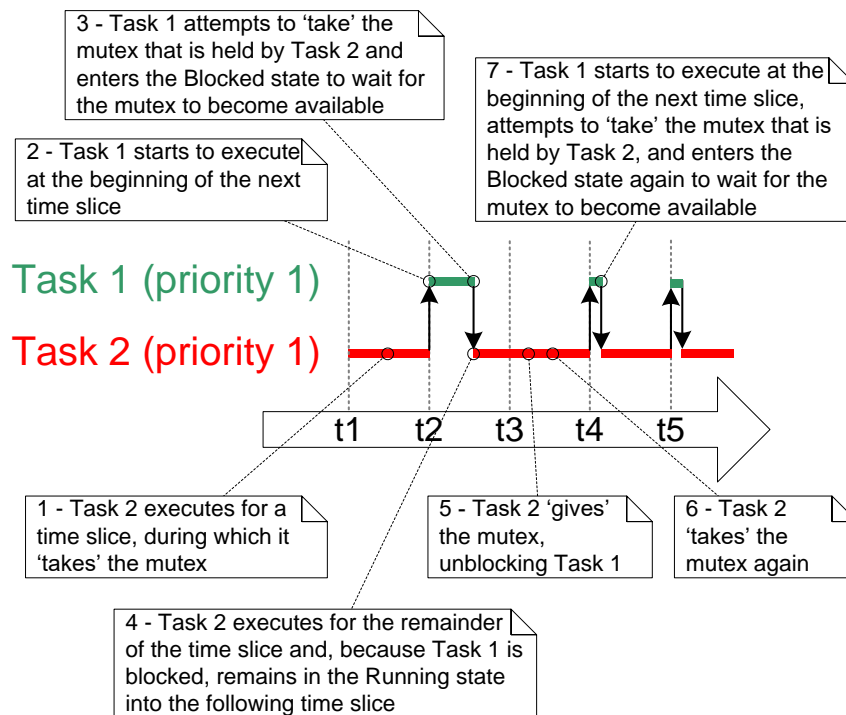 3 - Task 1 attempts to ‘take’ the
mutex that is held by Task 2 and
enters the Blocked state to wait for
the mutex to become available
7 - Task 1 starts to execute at the
beginning of the next time slice,
attempts to ‘take’ the mutex that is
held by Task 2, and enters the
Blocked state again to wait for the
mutex to become available
2 - Task 1 starts to execute
at the beginning of the next
time slice
Task 1 (priority 1)
Task 2 (priority 1)
t1 t2 t3 t4 t5
1 - Task 2 executes for a
time slice, during which it
‘takes’ the mutex
5 - Task 2 ‘gives’
the mutex,
unblocking Task 1
6 - Task 2
‘takes’ the
mutex again
4 - Task 2 executes for the remainder
of the time slice and, because Task 1 is
blocked, remains in the Running state
into the following time slice